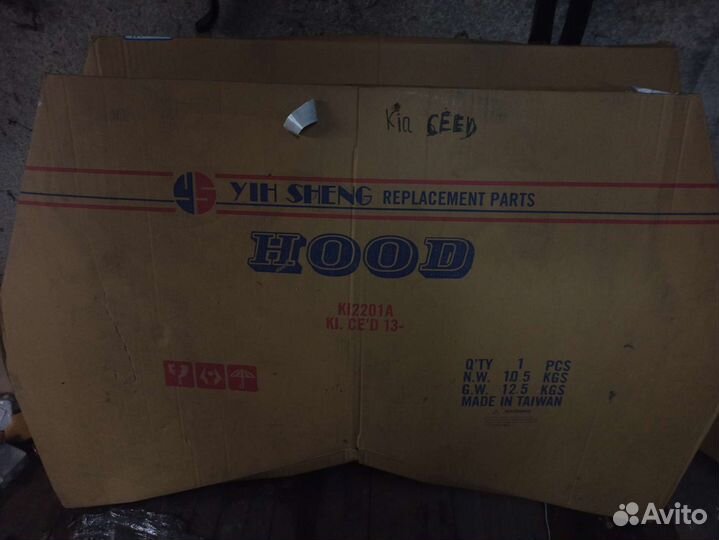 Kia CEED
YS YIH SHENG REPLACEMENT PARTS
HOOD
KI2201A
KI. CE'D 13-
Q'TY 1 PCS
N.W. 10.5 KGS
G.W. 12.5 KGS
MADE IN TAIWAN
Avito